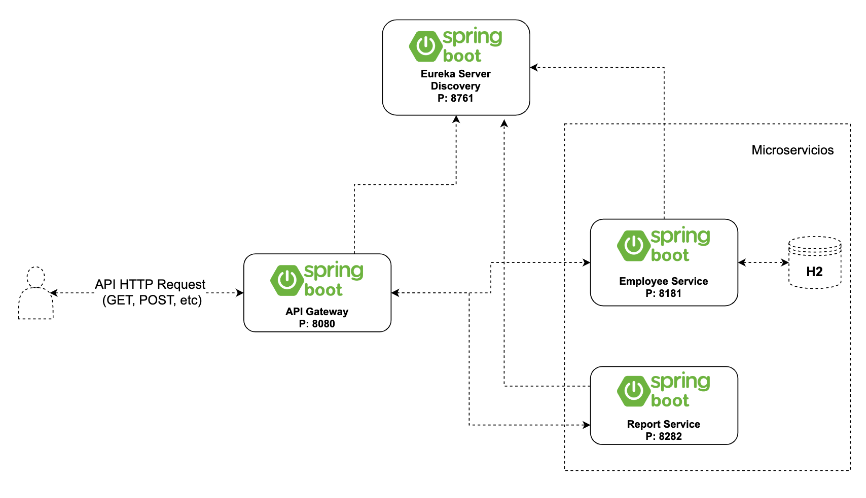 spring
boot
Eureka Server
Discovery
P: 8761
Microservicios
spring
boot
Employee Service
P: 8181
H2
API HTTP Request
(GET, POST, etc)
spring
boot
API Gateway
P: 8080
spring
boot
Report Service
P: 8282